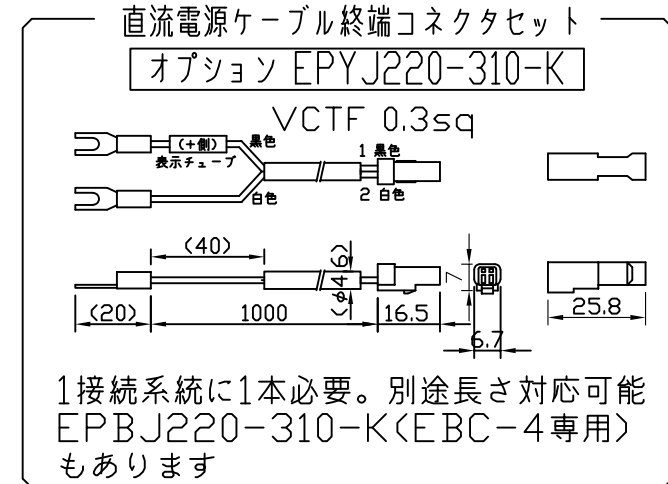 直流電源ケーブル終端コネクタセット
オプション EPYJ220-310-K
VCTF 0.3sq
(+側)
黒色
表示チューブ
白色
1 黒色
2 白色
(40)
(φ4.6)
7
(20)
1000
16.5
6.7
25.8
1接続系統に1本必要。別途長さ対応可能
EPBJ220-310-K(EBC-4専用)
もあります